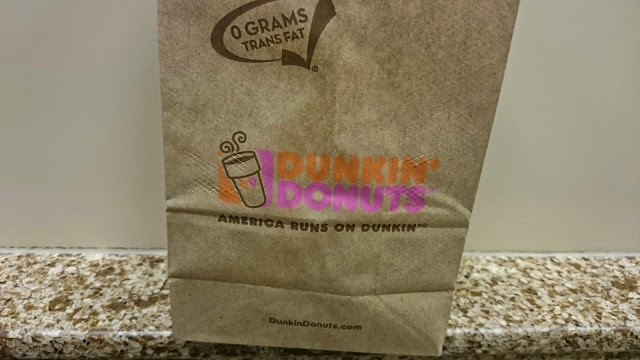 0 GRAMS
TRANS FAT
®
DUNKIN'
DONUTS
AMERICA RUNS ON DUNKIN'
DunkinDonuts.com